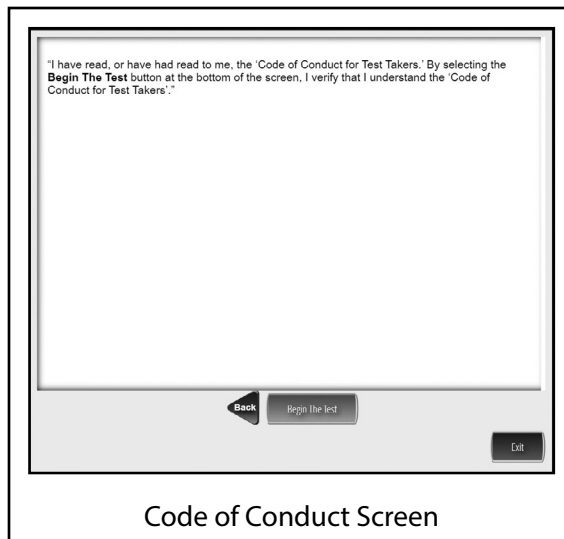 “I have read, or have had read to me, the ‘Code of Conduct for Test Takers.’ By selecting the
Begin The Test button at the bottom of the screen, I verify that I understand the ‘Code of
Conduct for Test Takers’.”
Back
Begin The Test
Exit
Code of Conduct Screen